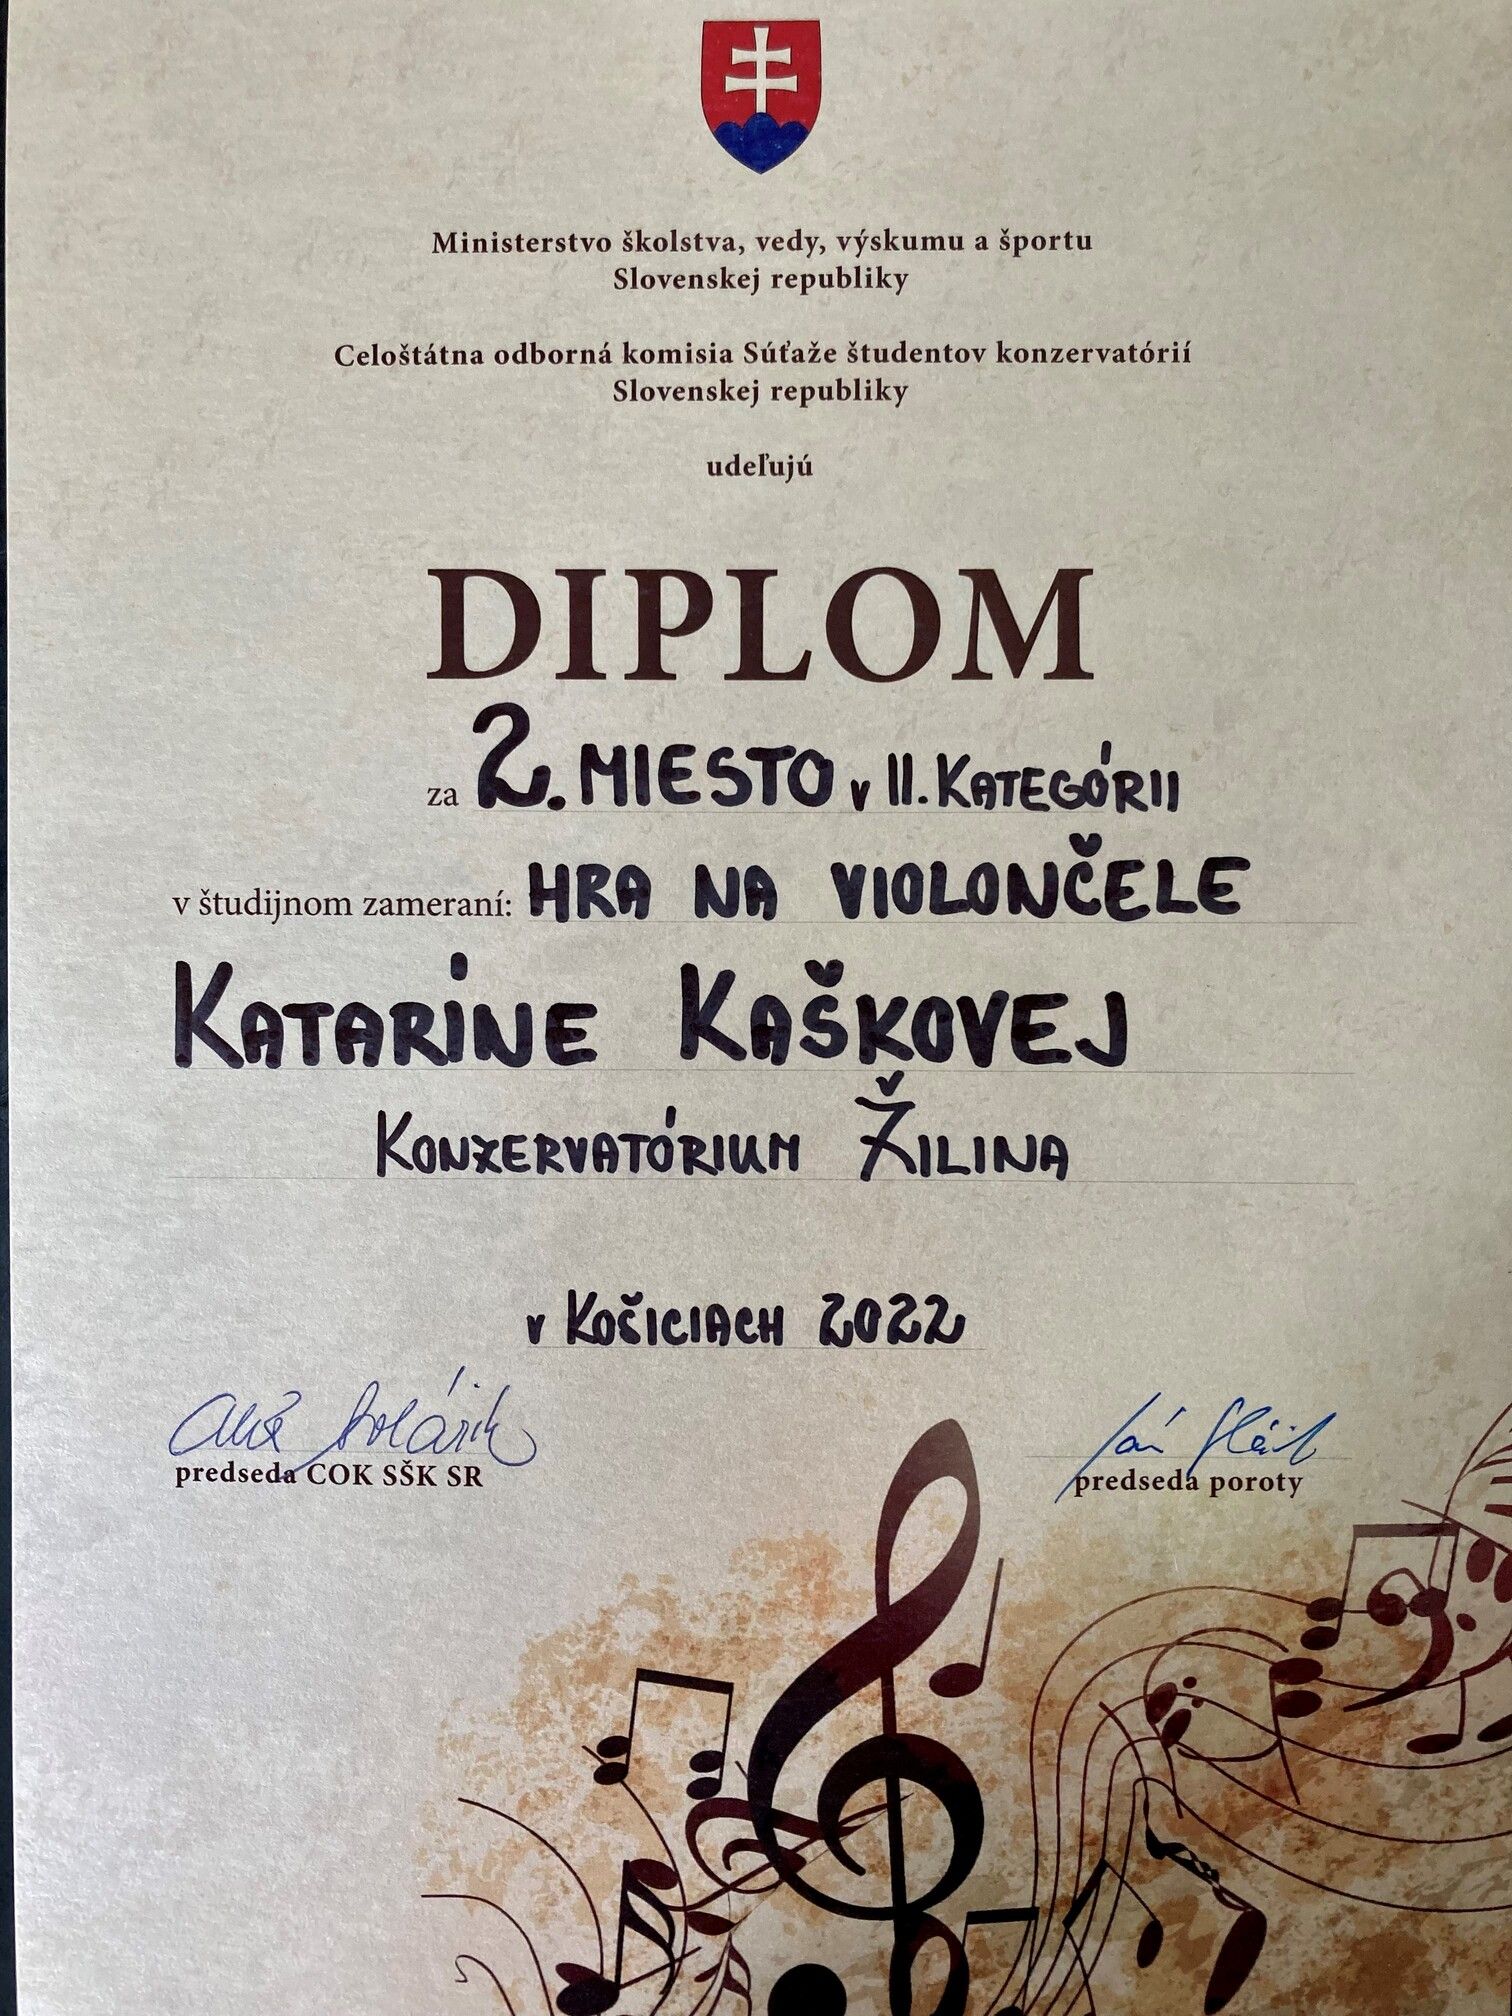 Ministerstvo školstva, vedy, výskumu a športu
Slovenskej republiky
Celoštátna odborná komisia Súťaže študentov konzervatórií
Slovenskej republiky
udeľujú
DIPLOM
za 2. MIESTO v II. KATEGÓRII
v študijnom zameraní: HRA NA VIOLONČELE
KATARÍNE KAŠKOVEJ
KONZERVATÓRIUM ŽILINA
v KOŠICIACH 2022
predseda COK SŠK SR
Ján
predseda poroty